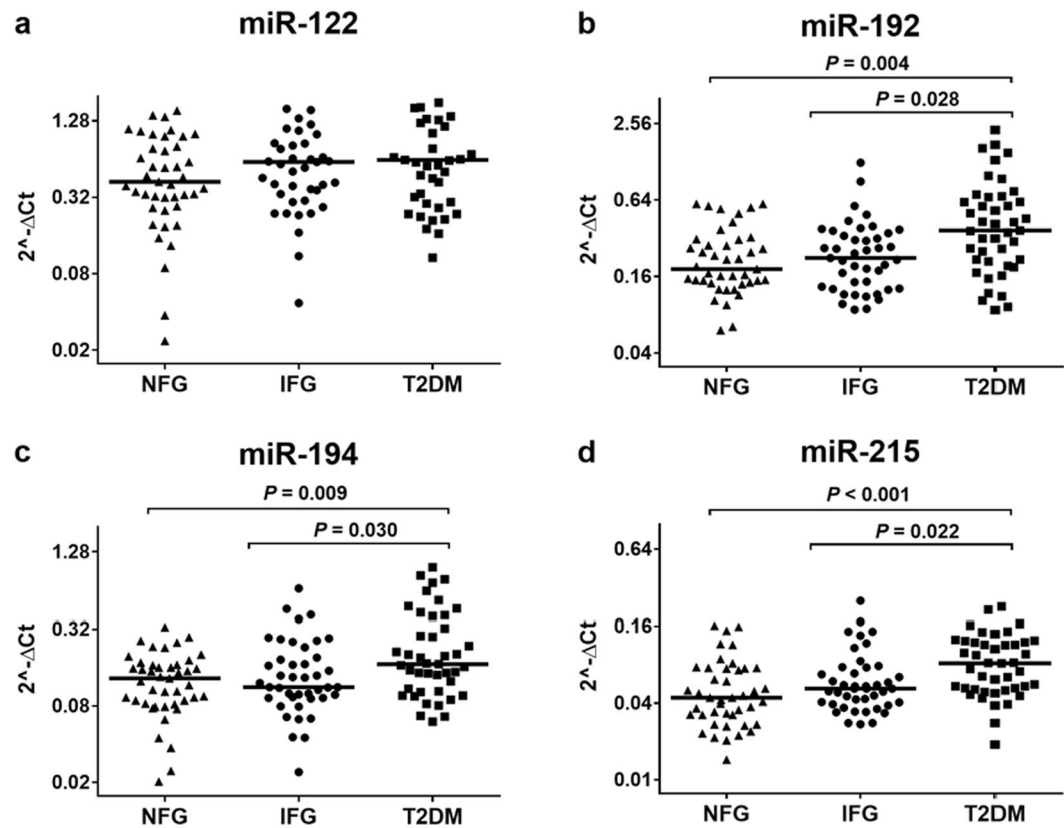 a
miR-122
2^-ΔCt
1.28
0.32
0.08
0.02
NFG IFG T2DM
b
miR-192
P = 0.004
P = 0.028
2^-ΔCt
2.56
0.64
0.16
0.04
NFG IFG T2DM
c
miR-194
P = 0.009
P = 0.030
2^-ΔCt
1.28
0.32
0.08
0.02
NFG IFG T2DM
d
miR-215
P < 0.001
P = 0.022
2^-ΔCt
0.64
0.16
0.04
0.01
NFG IFG T2DM